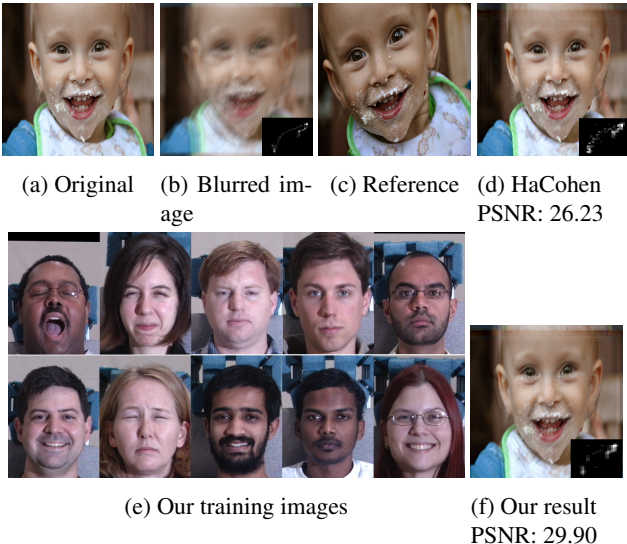 (a) Original
(b) Blurred im-
age
(c) Reference
(d) HaCohen
PSNR: 26.23
(e) Our training images
(f) Our result
PSNR: 29.90